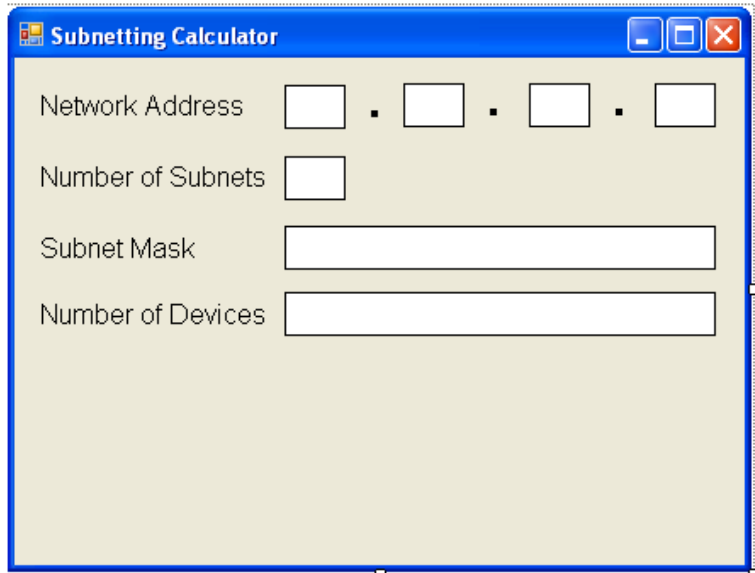 Subnetting Calculator
Network Address . . .
Number of Subnets
Subnet Mask
Number of Devices